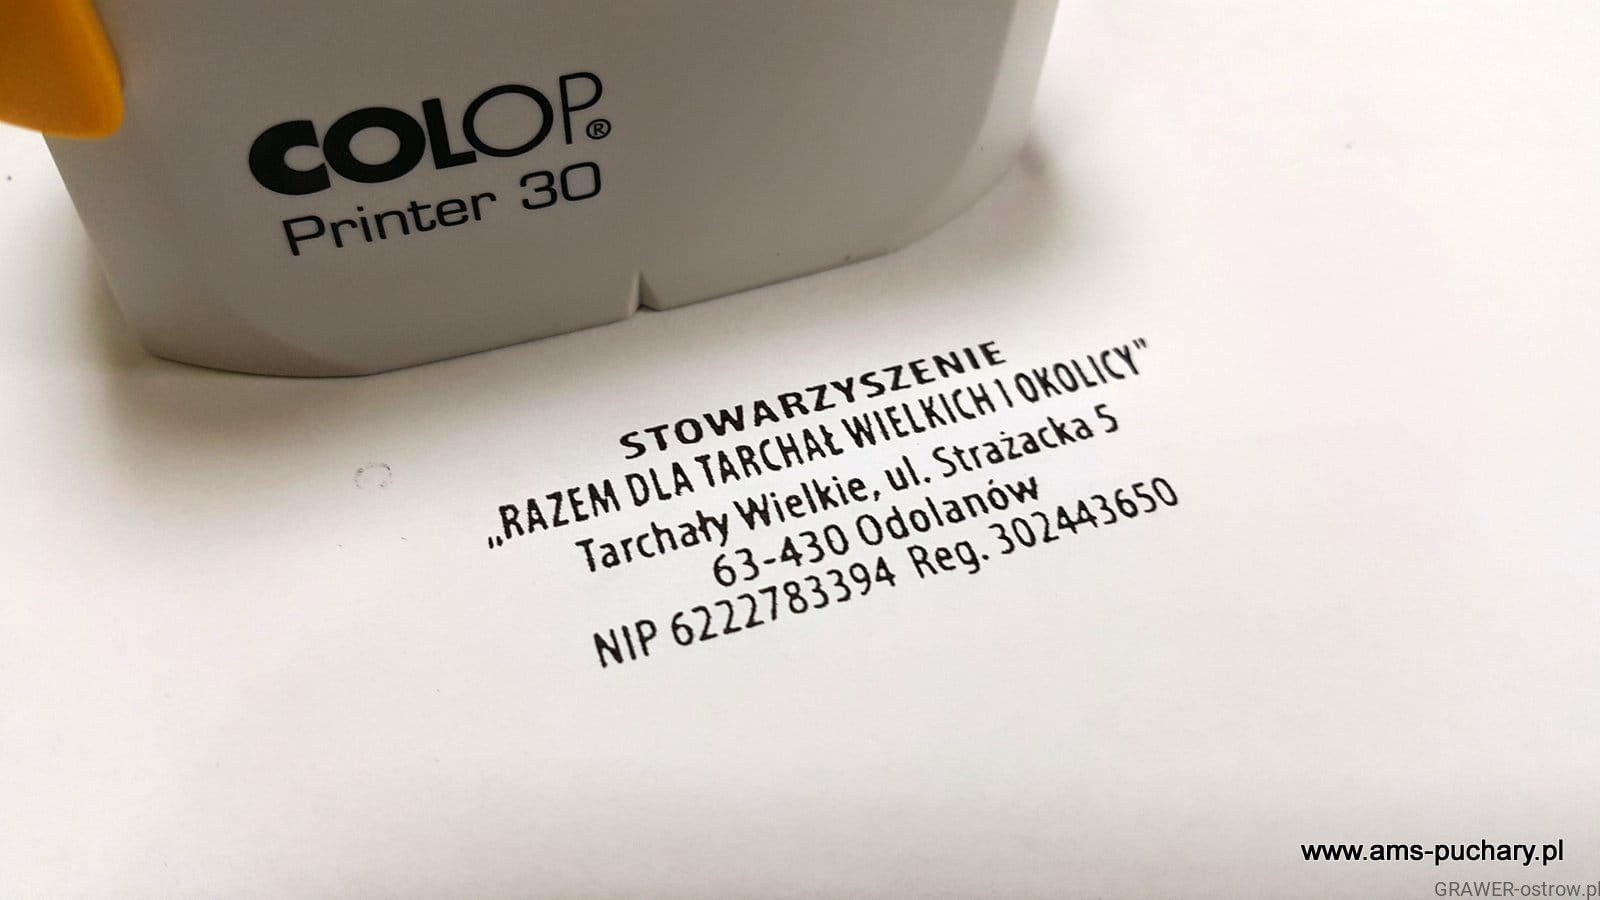 COLOP®
Printer 30
STOWARZYSZENIE
„RAZEM DLA TARCHAŁ WIELKICH I OKOLICY"
Tarchały Wielkie, ul. Strażacka 5
63-430 Odolanów
NIP 6222783394 Reg. 302443650
www.ams-puchary.pl
GRAWER-ostrow.pl